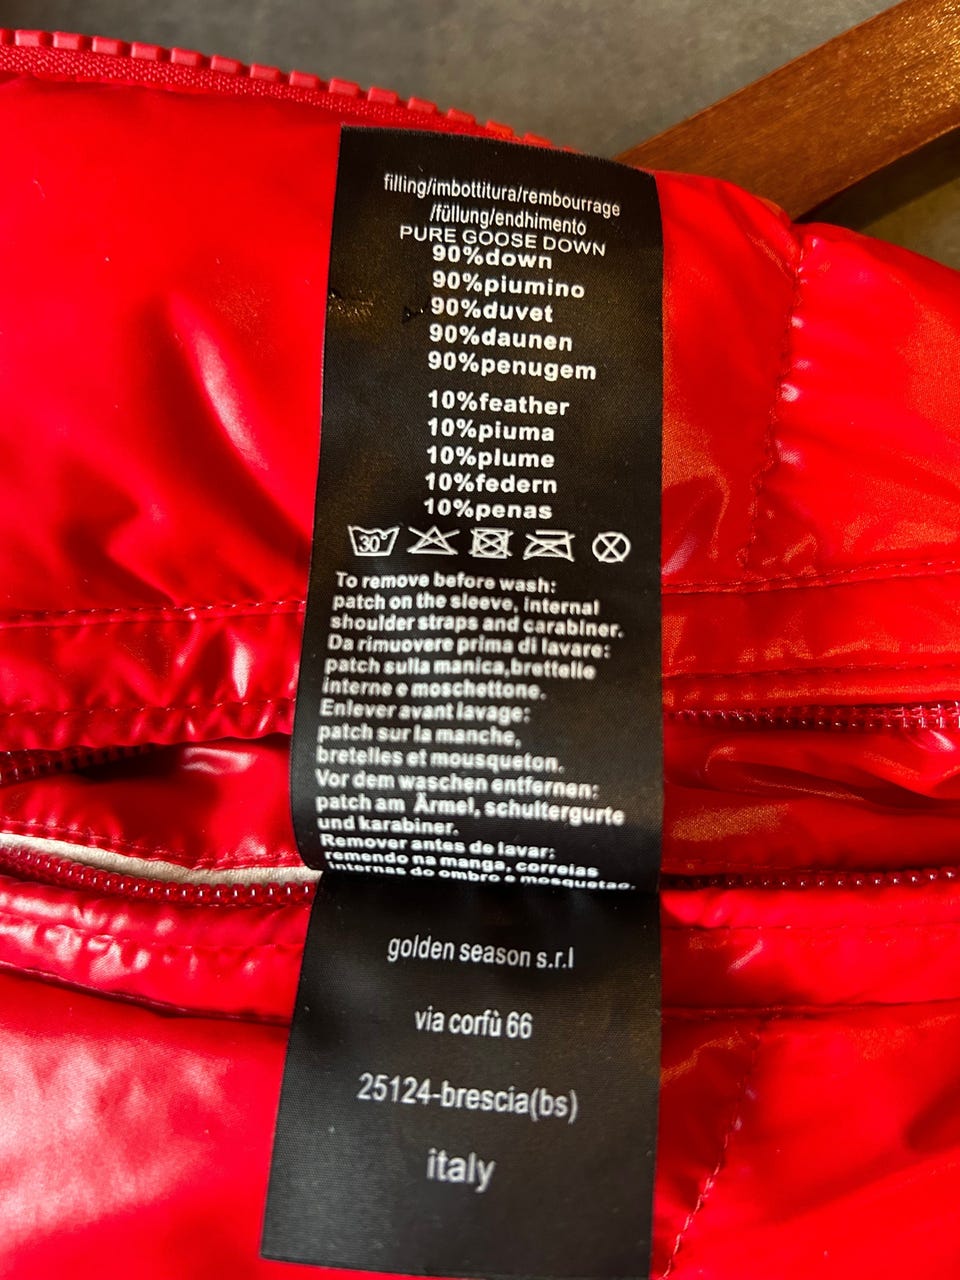 filling/imbottitura/rembourrage
/füllung/endhimento
PURE GOOSE DOWN
90%down
90%piumino
90%duvet
90%daunen
90%penugem
10%feather
10%piuma
10%plume
10%federn
10%penas
30°
To remove before wash:
patch on the sleeve, internal
shoulder straps and carabiner.
Da rimuovere prima di lavare:
patch sulla manica,brettelle
interne e moschettone.
Enlever avant lavage:
patch sur la manche,
bretelles et mousqueton.
Vor dem waschen entfernen:
patch am Ärmel, schultergurte
und karabiner.
Remover antes de lavar:
remendo na manga, correias
internas do ombro e mosquetao.
golden season s.r.l
via corfù 66
25124-brescia(bs)
italy